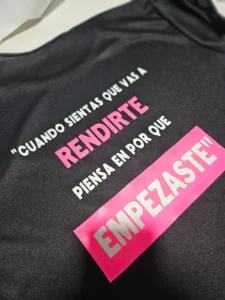 "CUANDO SIENTAS QUE VAS A
RENDIRTE
PIENSA EN POR QUE
EMPEZASTE"